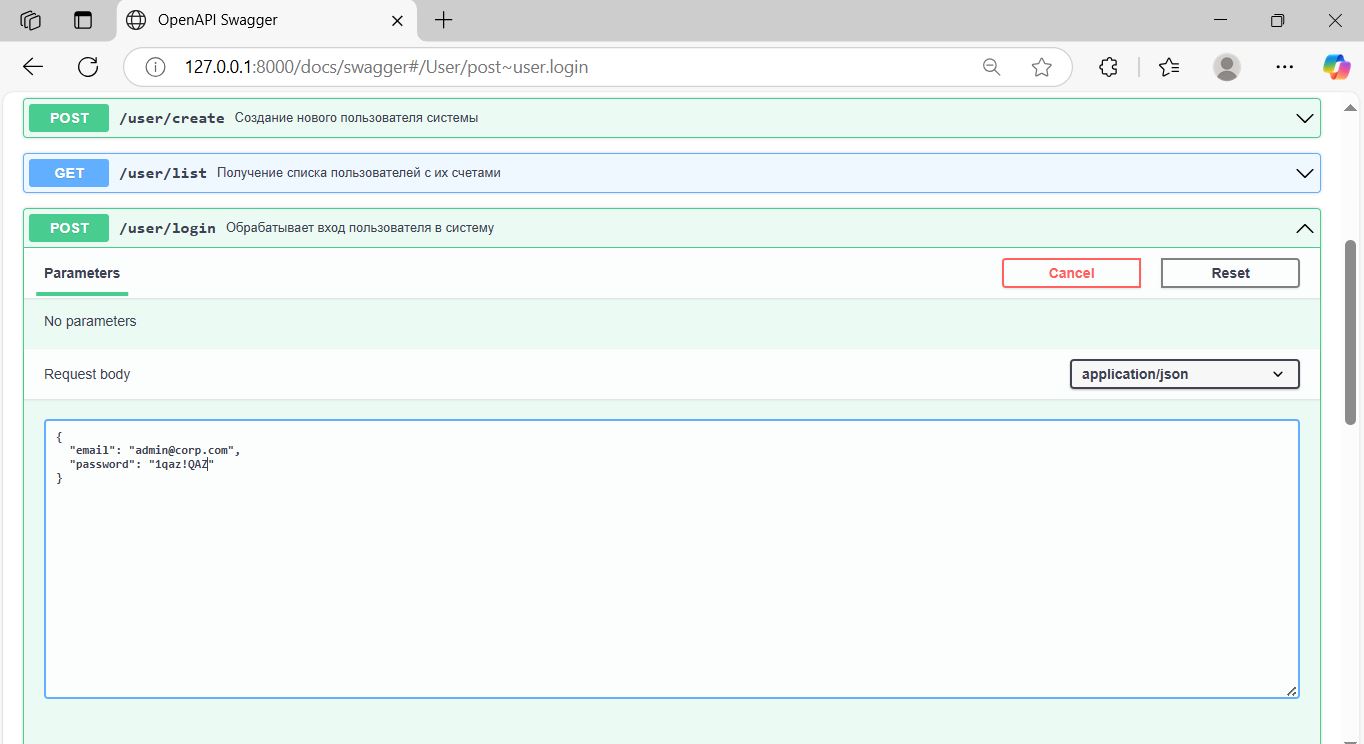 OpenAPI Swagger
127.0.0.1:8000/docs/swagger#/User/post~user.login
POST /user/create Создание нового пользователя системы
GET /user/list Получение списка пользователей с их счетами
POST /user/login Обрабатывает вход пользователя в систему
Parameters Cancel Reset
No parameters
Request body application/json
{
"email": "admin@corp.com",
"password": "1qaz!QAZ"
}